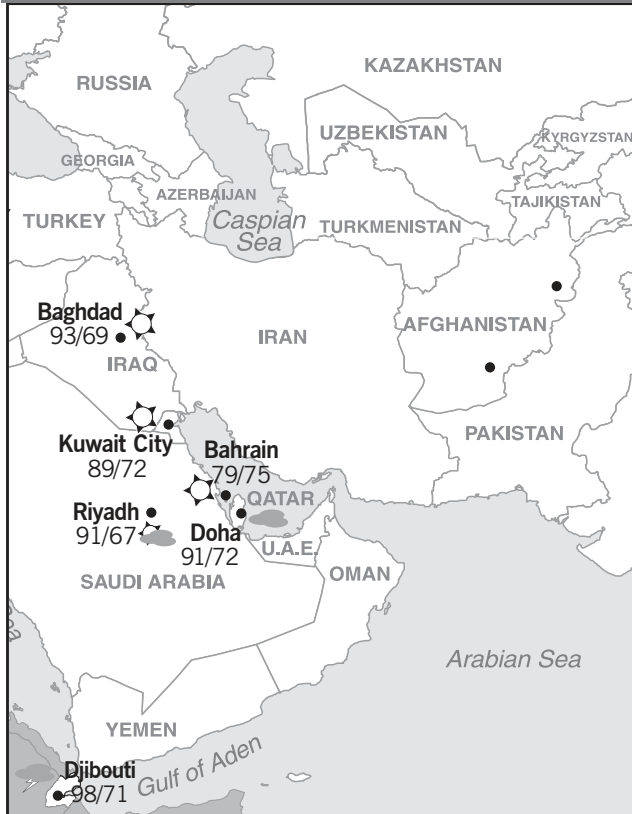 KAZAKHSTAN
RUSSIA
UZBEKISTAN
KYRGYZSTAN
GEORGIA
AZERBAIJAN
TAJIKISTAN
TURKEY
Caspian
Sea
TURKMENISTAN
Baghdad
93/69
IRAQ
IRAN
AFGHANISTAN
Kuwait City
89/72
PAKISTAN
Bahrain
79/75
QATAR
Riyadh
91/67
Doha
91/72
U.A.E.
SAUDI ARABIA
OMAN
Arabian Sea
YEMEN
Djibouti
98/71
Gulf of Aden